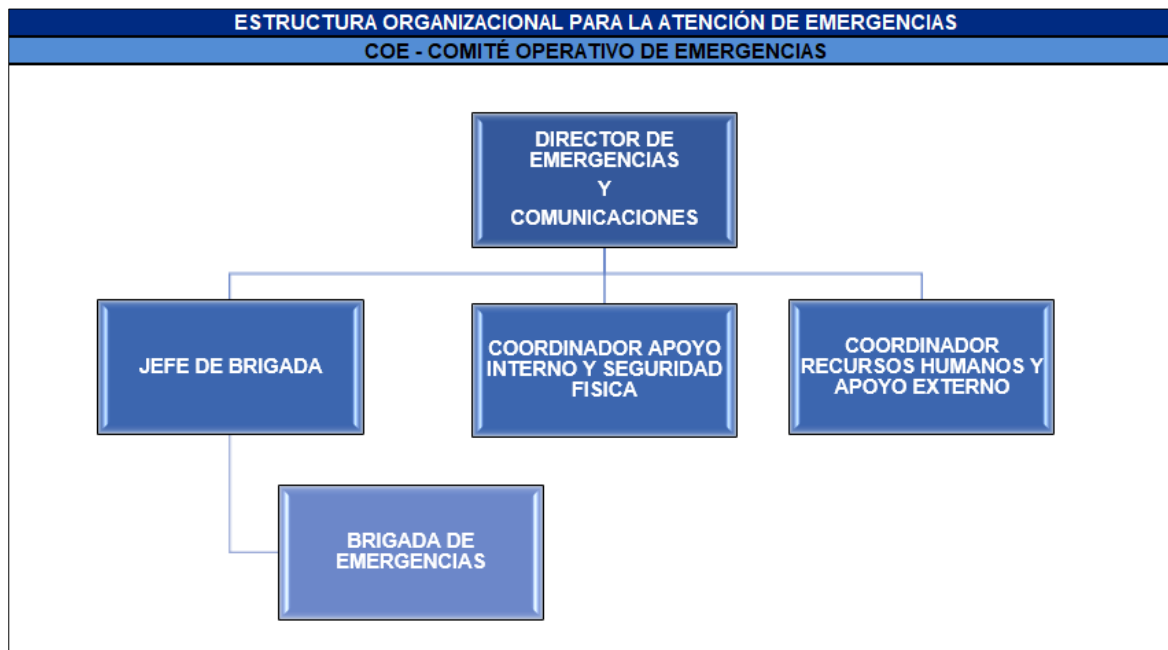 ESTRUCTURA ORGANIZACIONAL PARA LA ATENCIÓN DE EMERGENCIAS
COE - COMITÉ OPERATIVO DE EMERGENCIAS
DIRECTOR DE
EMERGENCIAS
Y
COMUNICACIONES
JEFE DE BRIGADA
COORDINADOR APOYO
INTERNO Y SEGURIDAD
FISICA
COORDINADOR
RECURSOS HUMANOS Y
APOYO EXTERNO
BRIGADA DE
EMERGENCIAS